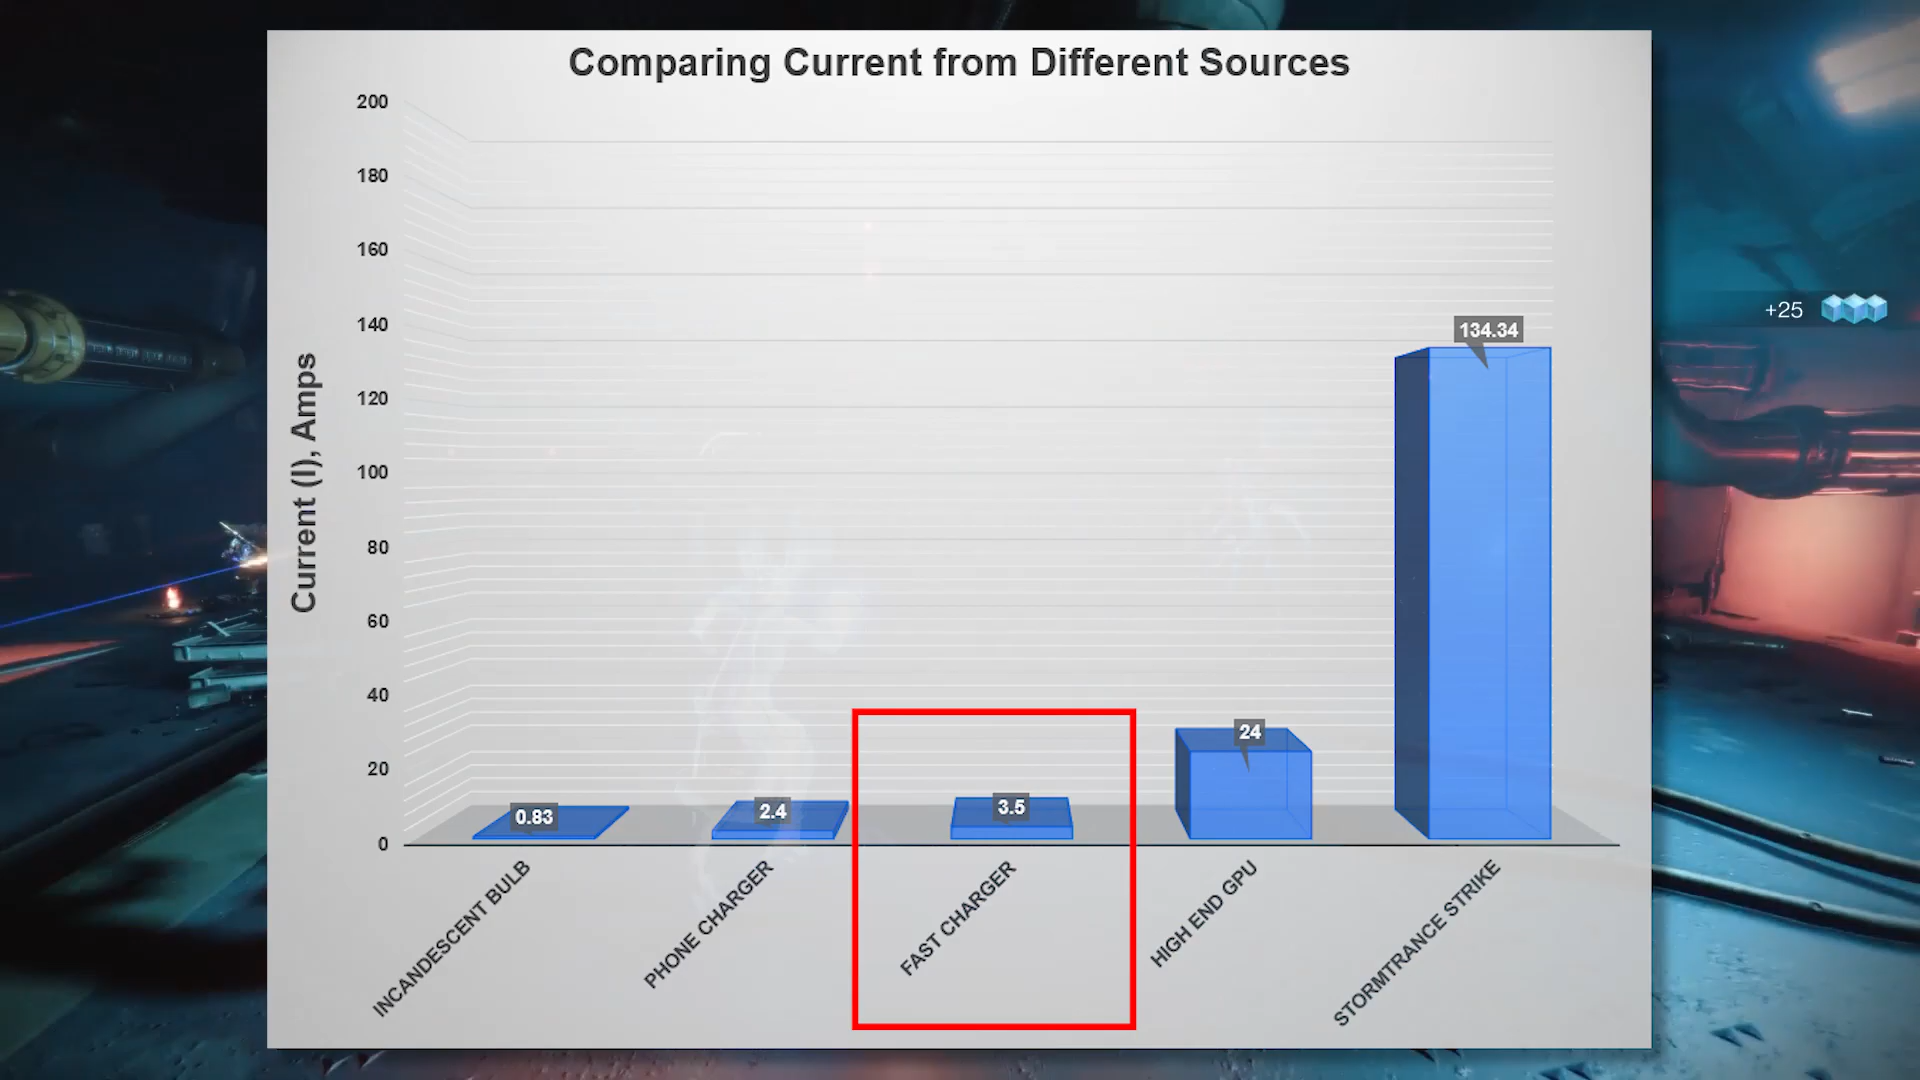 Comparing Current from Different Sources
200
180
160
140
120
100
80
60
40
20
0
Current (I), Amps
0.83
2.4
3.5
24
134.34
INCANDESCENT BULB
PHONE CHARGER
FAST CHARGER
HIGH END GPU
STORMTRANCE STRIKE
+25